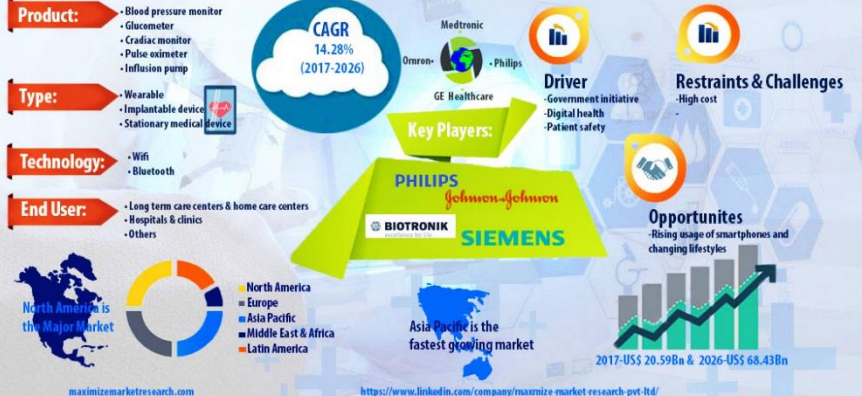 Product:
• Blood pressure monitor
• Glucometer
• Cradiac monitor
• Pulse oximeter
• Influsion pump
Type:
• Wearable
• Implantable device
• Stationary medical device
Technology:
• Wifi
• Bluetooth
End User:
• Long term care centers & home care centers
• Hospitals & clinics
• Others
CAGR
14.28%
(2017-2026)
Medtronic
Omron•
• Philips
GE Healthcare
Key Players:
PHILIPS
Johnson & Johnson
BIOTRONIK
excellence for life
SIEMENS
Driver
-Government initiative
-Digital health
-Patient safety
Restraints & Challenges
-High cost
-
Opportunites
-Rising usage of smartphones and
changing lifestyles
North America is
the Major Market
North America
Europe
Asia Pacific
Middle East & Africa
Latin America
Asia Pacific is the
fastest growing market
2017-US$ 20.59Bn & 2026-US$ 68.43Bn
maximizemarketresearch.com
https://www.linkedin.com/company/maxmize-market-research-pvt-ltd/